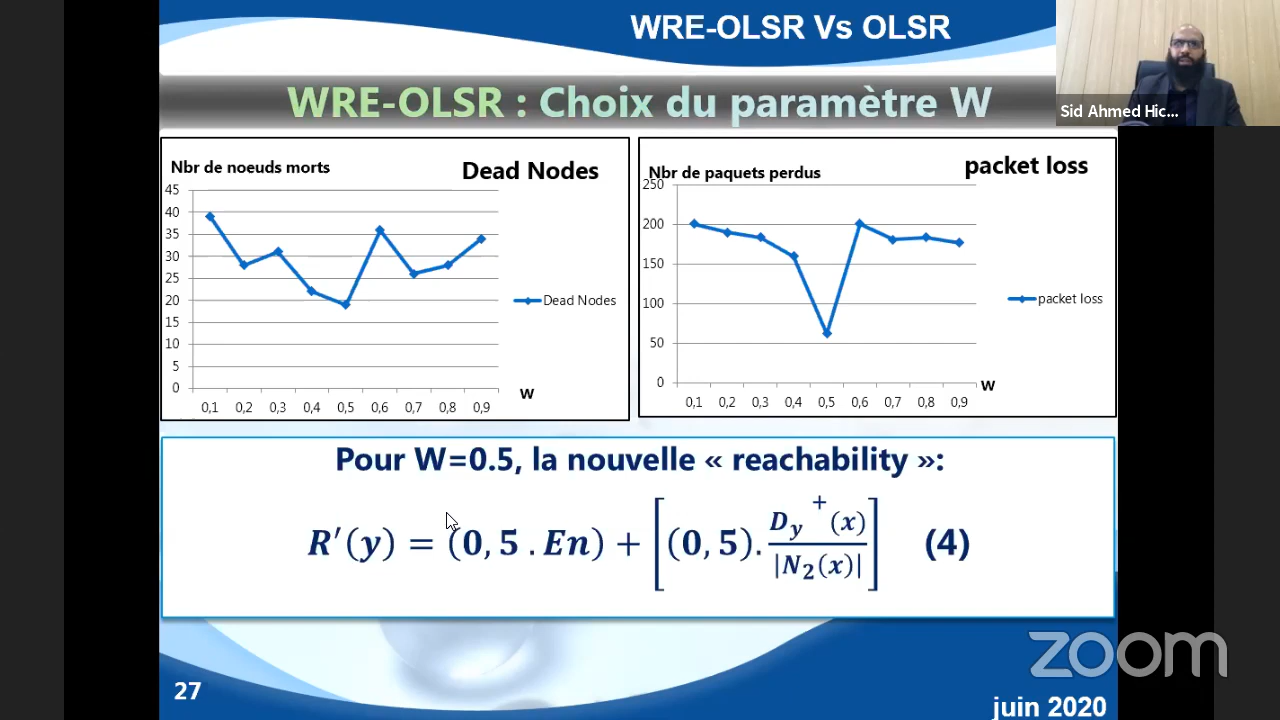 WRE-OLSR Vs OLSR
WRE-OLSR : Choix du paramètre W
Sid Ahmed Hic...
Nbr de noeuds morts
Dead Nodes
45
40
35
30
25
20
15
10
5
0
0,1 0,2 0,3 0,4 0,5 0,6 0,7 0,8 0,9
W
Dead Nodes
packet loss
Nbr de paquets perdus
250
200
150
100
50
0
0,1 0,2 0,3 0,4 0,5 0,6 0,7 0,8 0,9
W
packet loss
Pour W=0.5, la nouvelle « reachability »:
R′(y) = (0, 5 . En) + [(0, 5). D_y^+(x) / |N_2(x)|] (4)
zoom
27
juin 2020